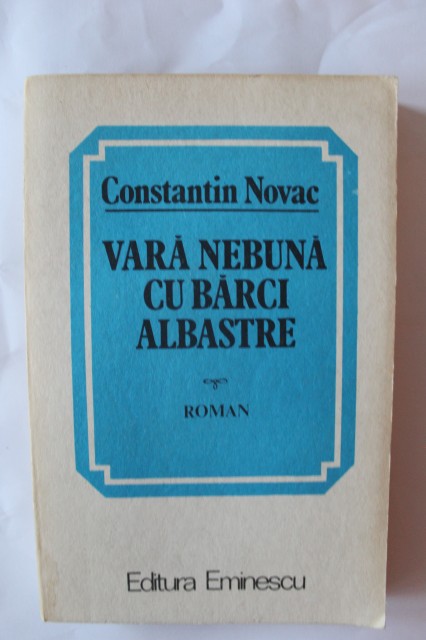 Constantin Novac
VARĂ NEBUNĂ
CU BĂRCI
ALBASTRE
ROMAN
Editura Eminescu